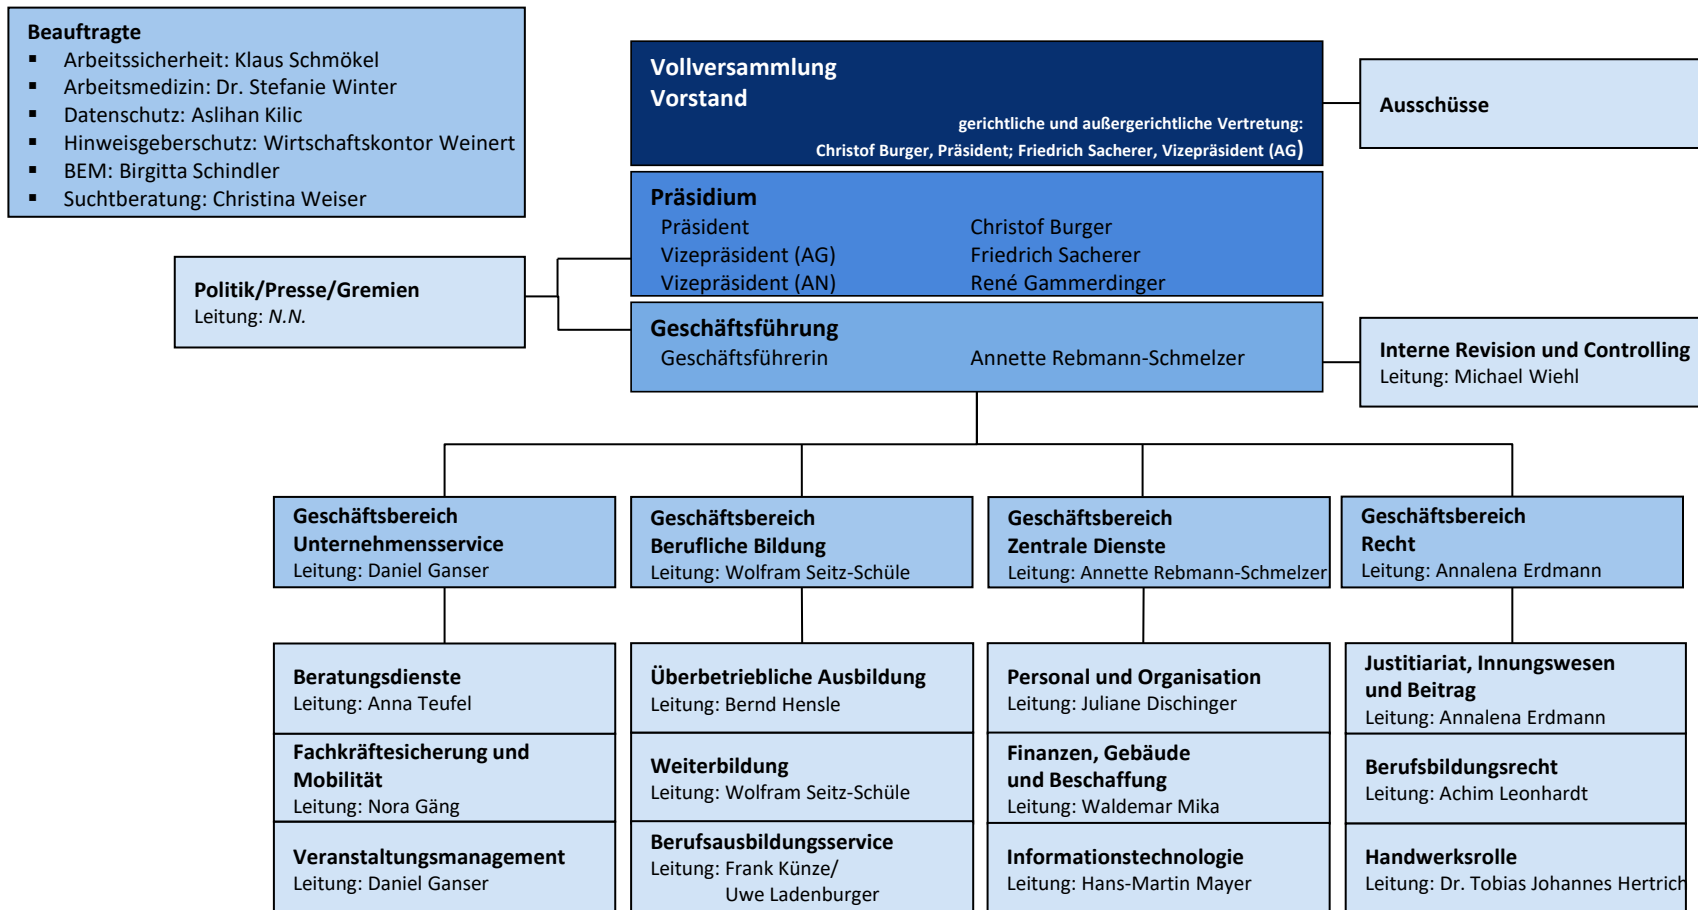 Beauftragte
▪ Arbeitssicherheit: Klaus Schmökel
▪ Arbeitsmedizin: Dr. Stefanie Winter
▪ Datenschutz: Aslihan Kilic
▪ Hinweisgeberschutz: Wirtschaftskontor Weinert
▪ BEM: Birgitta Schindler
▪ Suchtberatung: Christina Weiser
Vollversammlung
Vorstand
gerichtliche und außergerichtliche Vertretung:
Christof Burger, Präsident; Friedrich Sacherer, Vizepräsident (AG)
Ausschüsse
Präsidium
Präsident Christof Burger
Vizepräsident (AG) Friedrich Sacherer
Vizepräsident (AN) René Gammerdinger
Politik/Presse/Gremien
Leitung: N.N.
Geschäftsführung
Geschäftsführerin Annette Rebmann-Schmelzer
Interne Revision und Controlling
Leitung: Michael Wiehl
Geschäftsbereich
Unternehmensservice
Leitung: Daniel Ganser
Geschäftsbereich
Berufliche Bildung
Leitung: Wolfram Seitz-Schüle
Geschäftsbereich
Zentrale Dienste
Leitung: Annette Rebmann-Schmelzer
Geschäftsbereich
Recht
Leitung: Annalena Erdmann
Beratungsdienste
Leitung: Anna Teufel
Fachkräftesicherung und
Mobilität
Leitung: Nora Gäng
Veranstaltungsmanagement
Leitung: Daniel Ganser
Überbetriebliche Ausbildung
Leitung: Bernd Hensle
Weiterbildung
Leitung: Wolfram Seitz-Schüle
Berufsausbildungsservice
Leitung: Frank Künze/
Uwe Ladenburger
Personal und Organisation
Leitung: Juliane Dischinger
Finanzen, Gebäude
und Beschaffung
Leitung: Waldemar Mika
Informationstechnologie
Leitung: Hans-Martin Mayer
Justitiariat, Innungswesen
und Beitrag
Leitung: Annalena Erdmann
Berufsbildungsrecht
Leitung: Achim Leonhardt
Handwerksrolle
Leitung: Dr. Tobias Johannes Hertrich